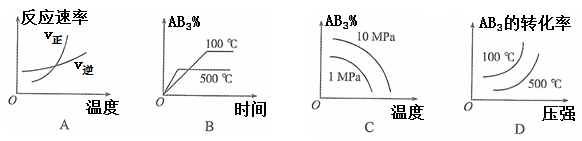 反应速率
v正
v逆
O
温度
A
AB₃%
100 ℃
500 ℃
O
时间
B
AB₃%
10 MPa
1 MPa
O
温度
C
AB₃的转化率
100 ℃
500 ℃
O
压强
D